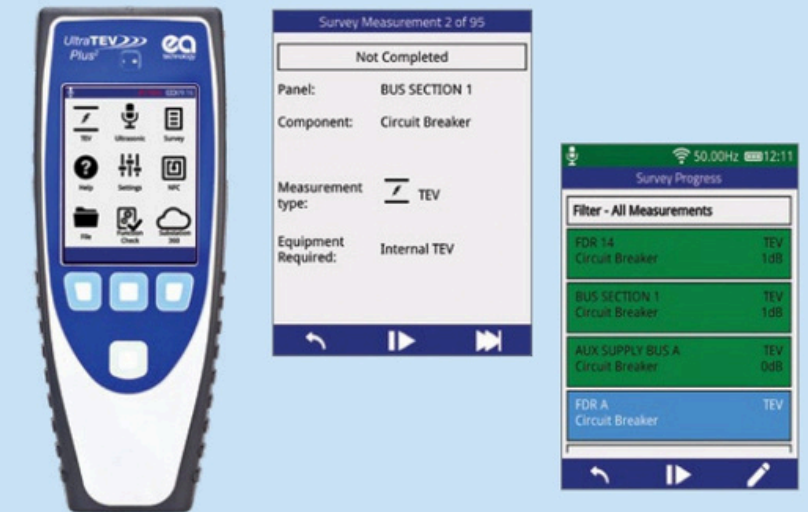 UltraTEV
Plus²
ea
technology
TEV
Ultrasonic
Survey
Help
Settings
NFC
File
Function
Check
Substation
360
Survey Measurement 2 of 95
Not Completed
Panel: BUS SECTION 1
Component: Circuit Breaker
Measurement
type: TEV
Equipment
Required: Internal TEV
50.00Hz 12:11
Survey Progress
Filter - All Measurements
FDR 14 TEV
Circuit Breaker 1dB
BUS SECTION 1 TEV
Circuit Breaker 1dB
AUX SUPPLY BUS A TEV
Circuit Breaker 0dB
FDR A TEV
Circuit Breaker